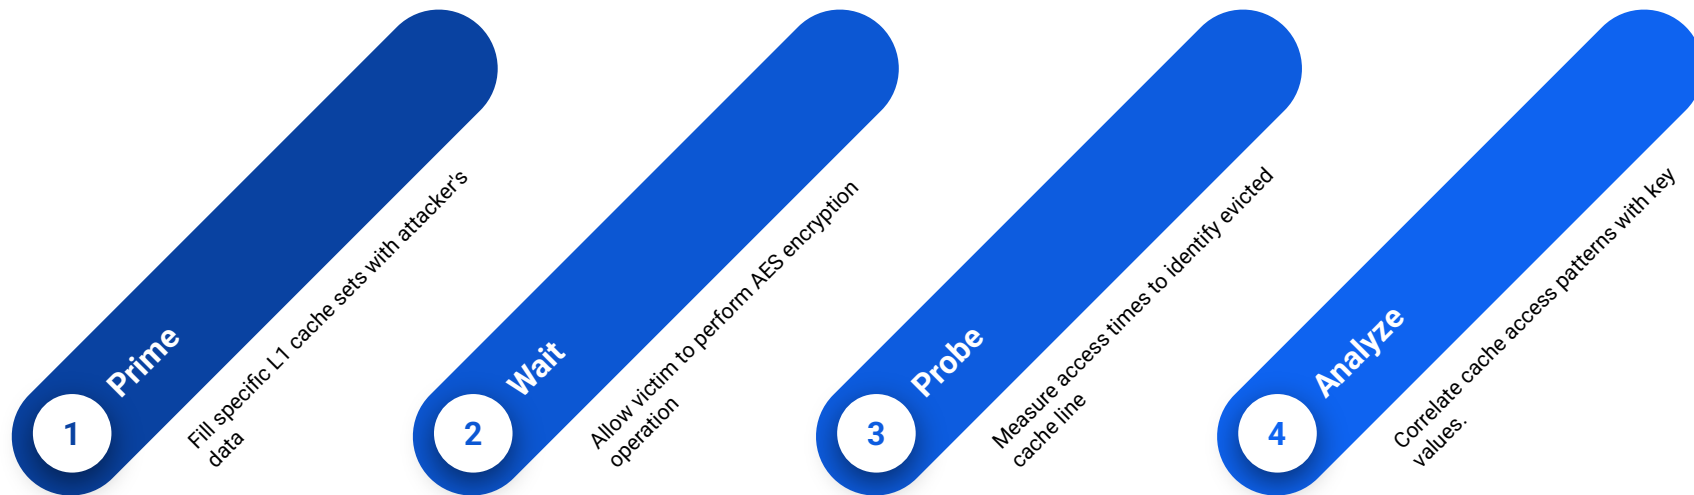 1
Prime
Fill specific L1 cache sets with attacker's
data
2
Wait
Allow victim to perform AES encryption
operation
3
Probe
Measure access times to identify evicted
cache line
4
Analyze
Correlate cache access patterns with key
values.